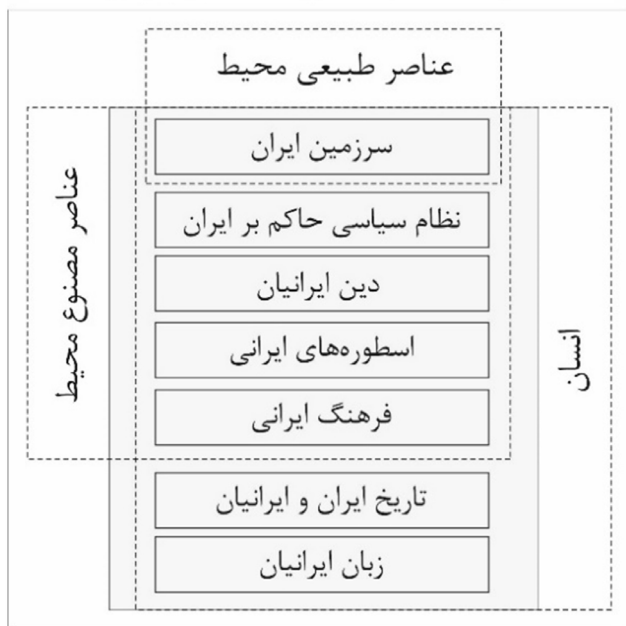 عناصر طبیعی محیط
سرزمین ایران
نظام سیاسی حاکم بر ایران
دین ایرانیان
اسطوره‌های ایرانی
فرهنگ ایرانی
تاریخ ایران و ایرانیان
زبان ایرانیان
عناصر مصنوع محیط
انسان